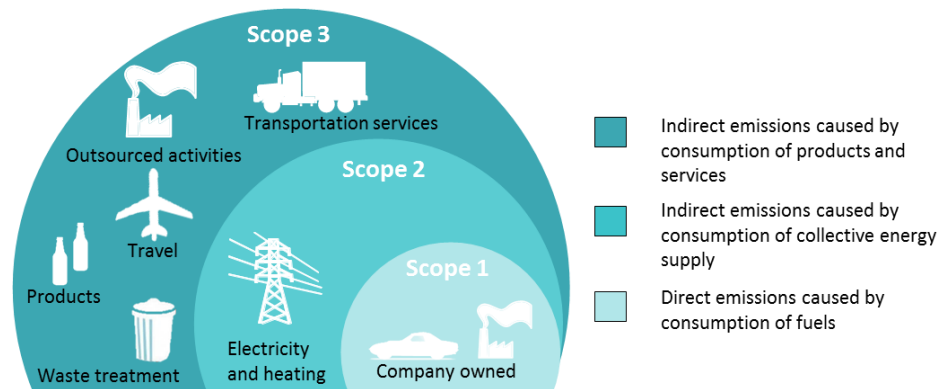 Scope 3
Transportation services
Outsourced activities
Scope 2
Travel
Scope 1
Products
Electricity
and heating
Company owned
Waste treatment
Indirect emissions caused by
consumption of products and
services
Indirect emissions caused by
consumption of collective energy
supply
Direct emissions caused by
consumption of fuels